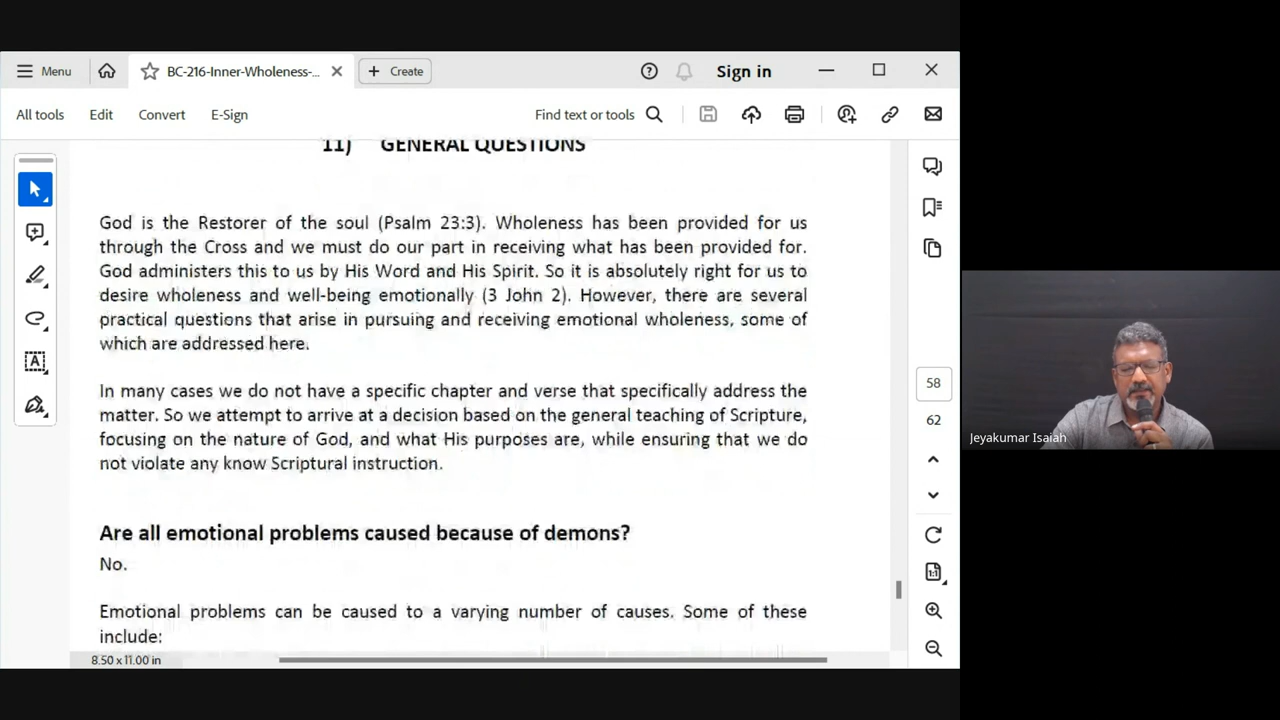 Menu
BC-216-Inner-Wholeness-...
Create
Sign in
All tools
Edit
Convert
E-Sign
Find text or tools
11) GENERAL QUESTIONS
God is the Restorer of the soul (Psalm 23:3). Wholeness has been provided for us
through the Cross and we must do our part in receiving what has been provided for.
God administers this to us by His Word and His Spirit. So it is absolutely right for us to
desire wholeness and well-being emotionally (3 John 2). However, there are several
practical questions that arise in pursuing and receiving emotional wholeness, some of
which are addressed here.
In many cases we do not have a specific chapter and verse that specifically address the
matter. So we attempt to arrive at a decision based on the general teaching of Scripture,
focusing on the nature of God, and what His purposes are, while ensuring that we do
not violate any know Scriptural instruction.
Are all emotional problems caused because of demons?
No.
Emotional problems can be caused to a varying number of causes. Some of these
include:
8.50 x 11.00 in
58
62
1:1
Jeyakumar Isaiah